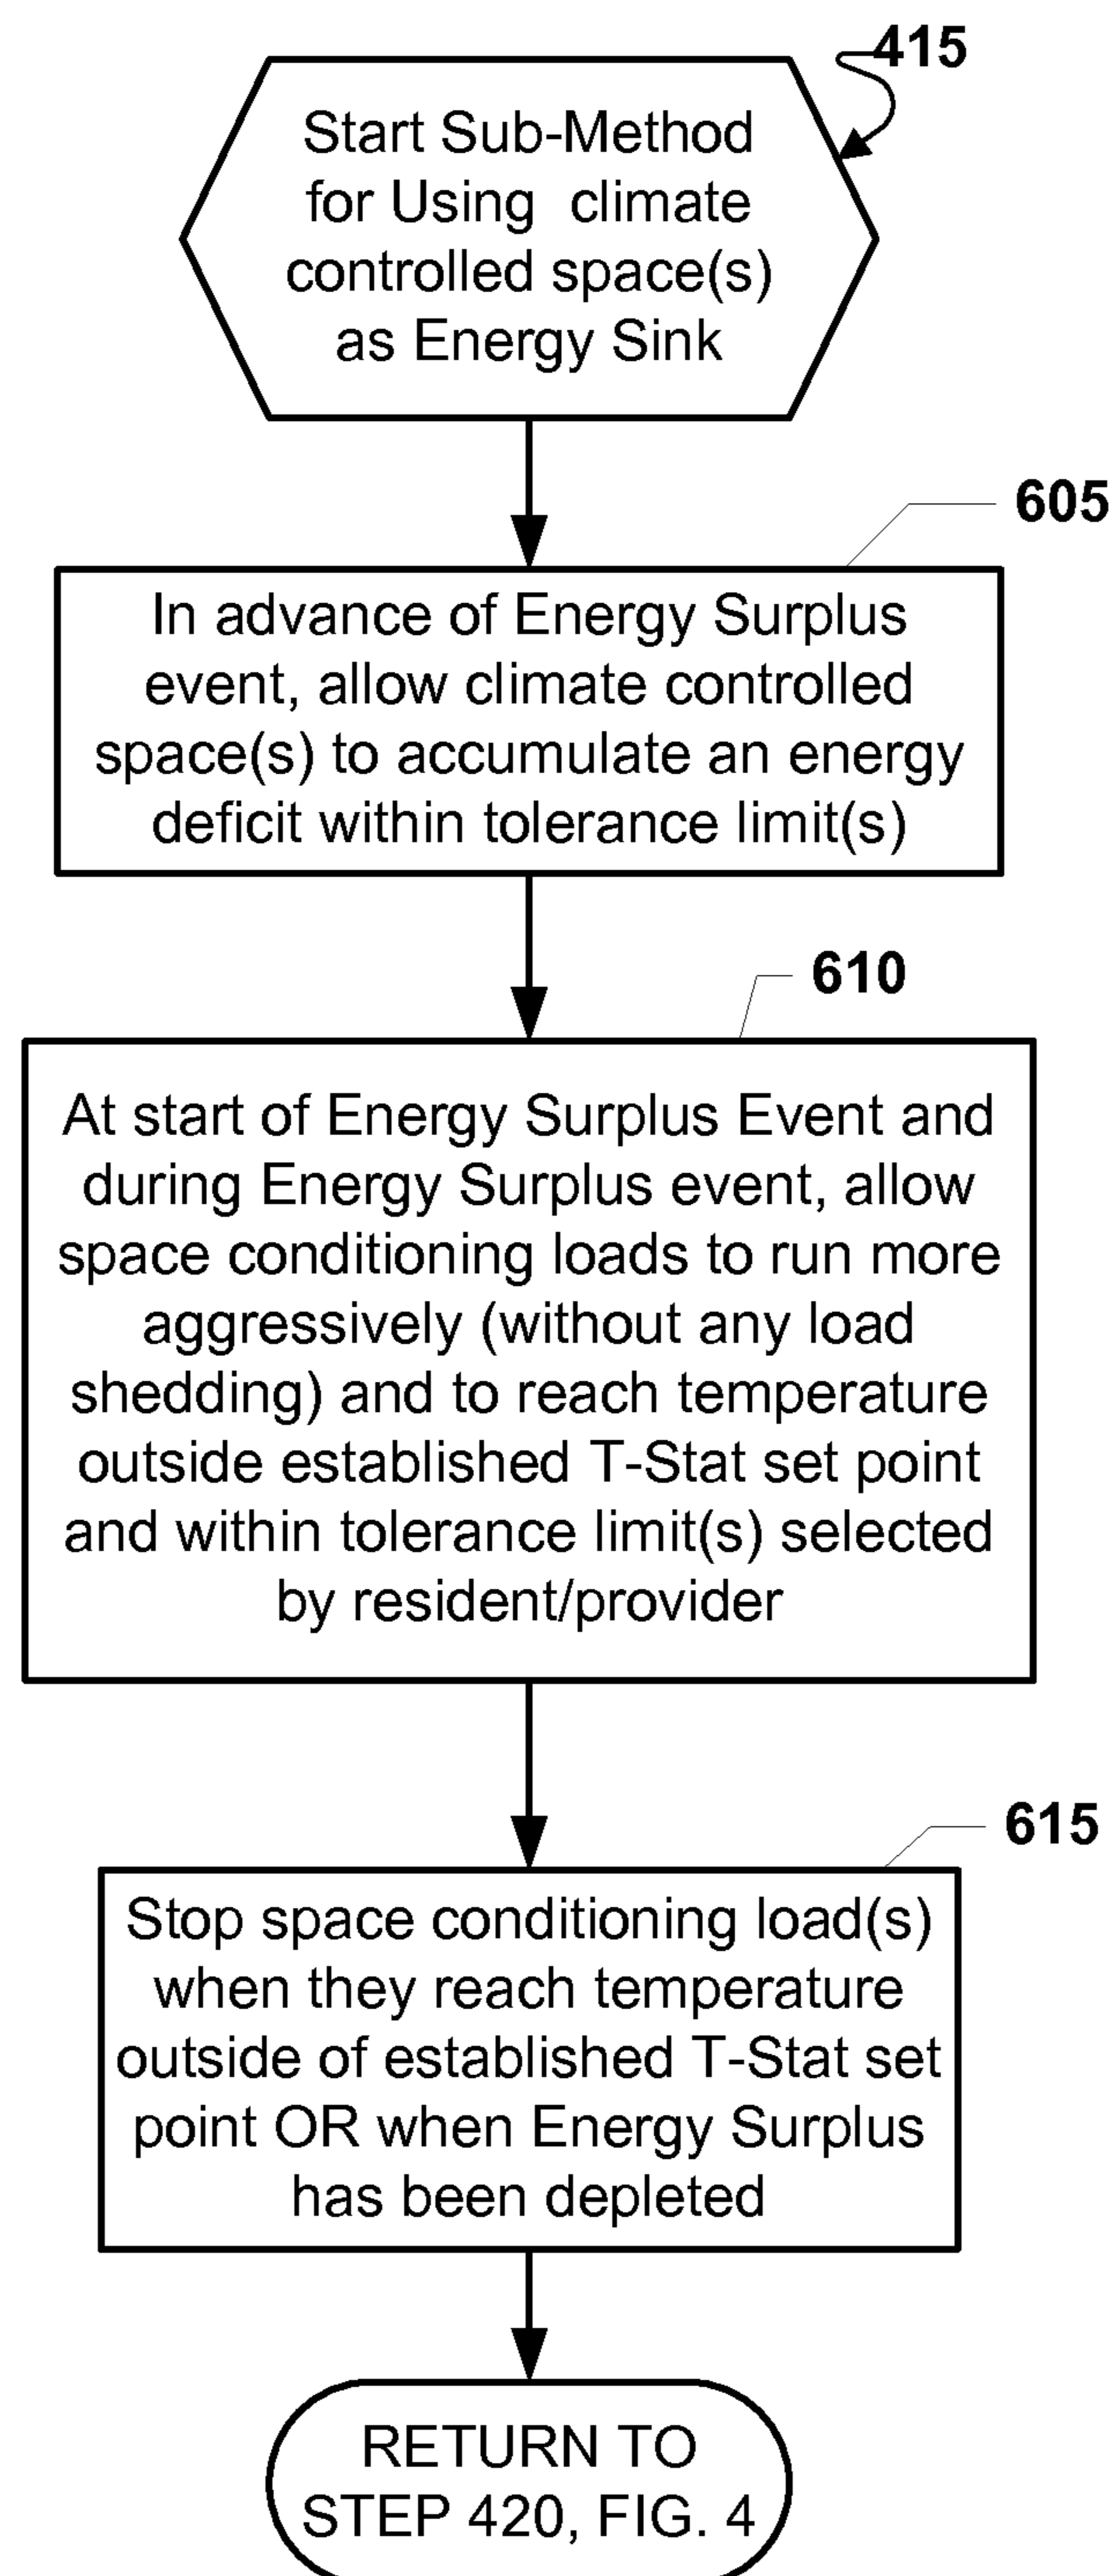 415
Start Sub-Method
for Using climate
controlled space(s)
as Energy Sink
605
In advance of Energy Surplus
event, allow climate controlled
space(s) to accumulate an energy
deficit within tolerance limit(s)
610
At start of Energy Surplus Event and
during Energy Surplus event, allow
space conditioning loads to run more
aggressively (without any load
shedding) and to reach temperature
outside established T-Stat set point
and within tolerance limit(s) selected
by resident/provider
615
Stop space conditioning load(s)
when they reach temperature
outside of established T-Stat set
point OR when Energy Surplus
has been depleted
RETURN TO
STEP 420, FIG. 4